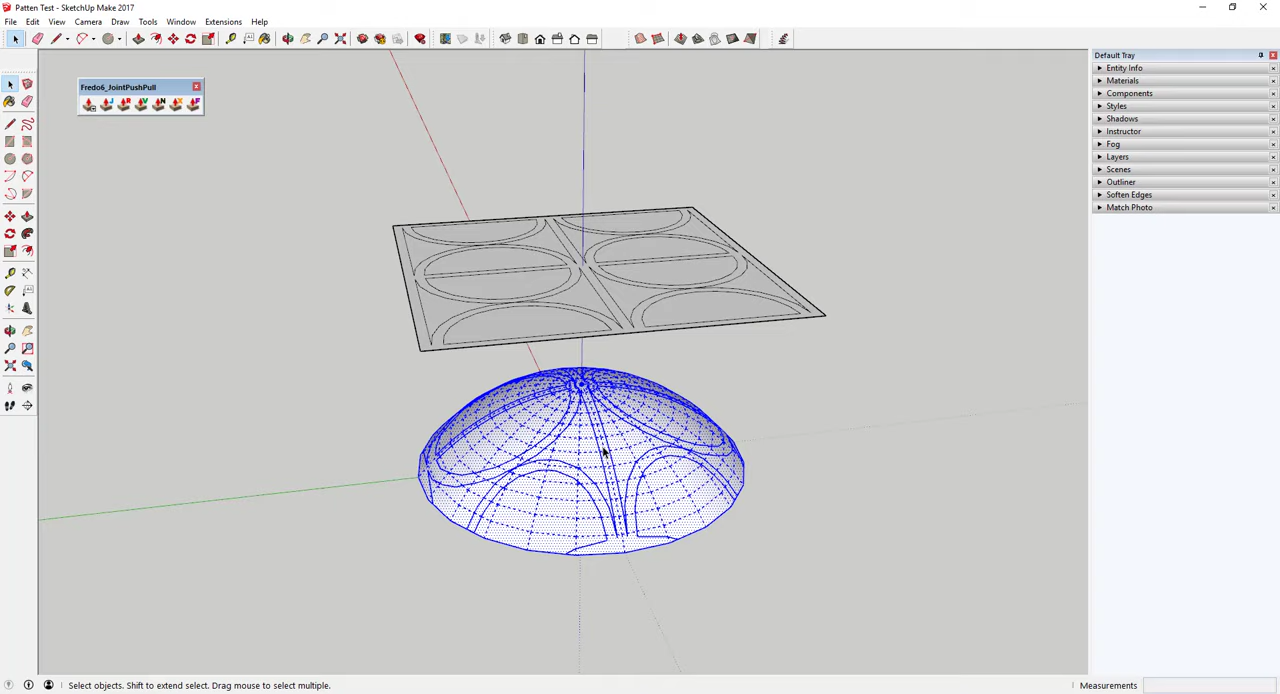 Patten Test - SketchUp Make 2017
File Edit View Camera Draw Tools Window Extensions Help
Fredo6_JointPushPull
J R V N X F
Default Tray
Entity Info
Materials
Components
Styles
Shadows
Instructor
Fog
Layers
Scenes
Outliner
Soften Edges
Match Photo
Select objects. Shift to extend select. Drag mouse to select multiple.
Measurements